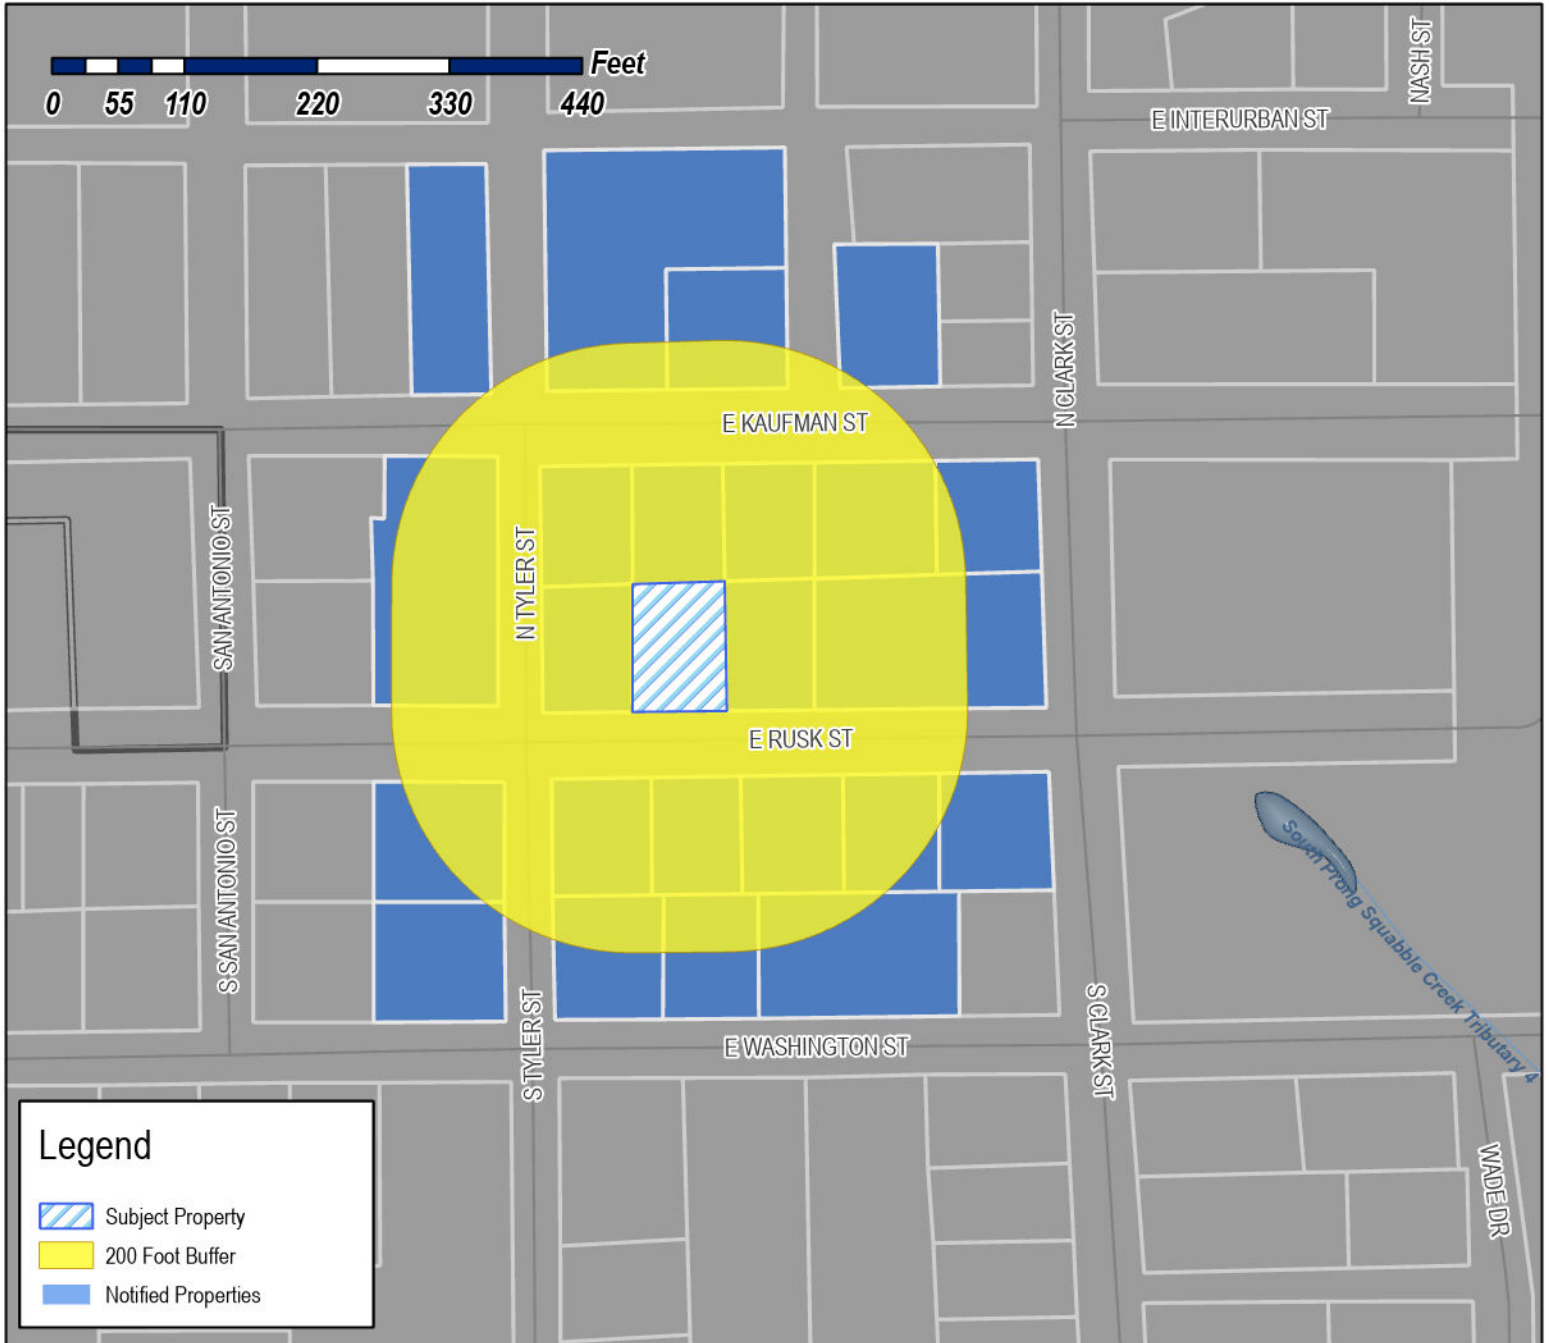 Feet
0 55 110 220 330 440
NASH ST
E INTERURBAN ST
N CLARK ST
E KAUFMAN ST
SAN ANTONIO ST
N TYLER ST
E RUSK ST
S SAN ANTONIO ST
South Prong Squabble Creek Tributary 4
S TYLER ST
S CLARK ST
E WASHINGTON ST
WADE DR
Legend
Subject Property
200 Foot Buffer
Notified Properties